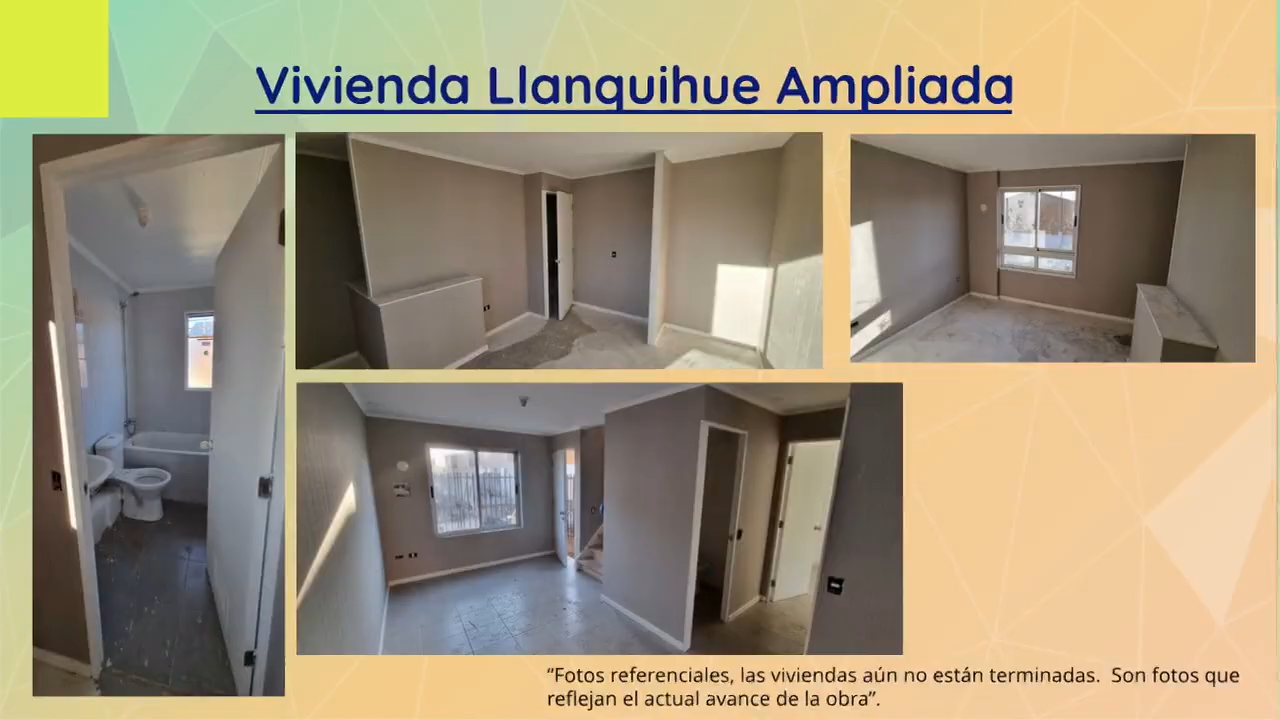 Vivienda Llanquihue Ampliada
“Fotos referenciales, las viviendas aún no están terminadas.  Son fotos que
reflejan el actual avance de la obra”.